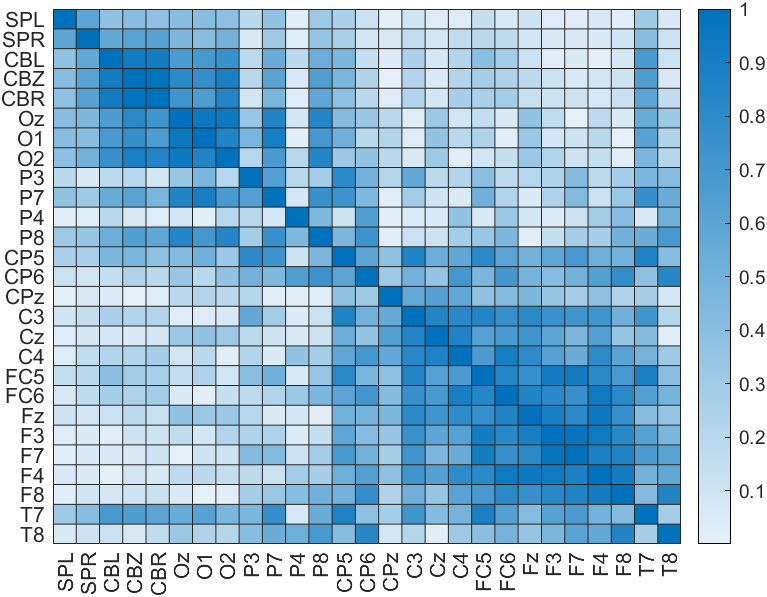 SPL
SPR
CBL
CBZ
CBR
Oz
O1
O2
P3
P7
P4
P8
CP5
CP6
CPz
C3
Cz
C4
FC5
FC6
Fz
F3
F7
F4
F8
T7
T8
SPL SPR CBL CBZ CBR Oz O1 O2 P3 P7 P4 P8 CP5 CP6 CPz C3 Cz C4 FC5 FC6 Fz F3 F7 F4 F8 T7 T8
1
0.9
0.8
0.7
0.6
0.5
0.4
0.3
0.2
0.1